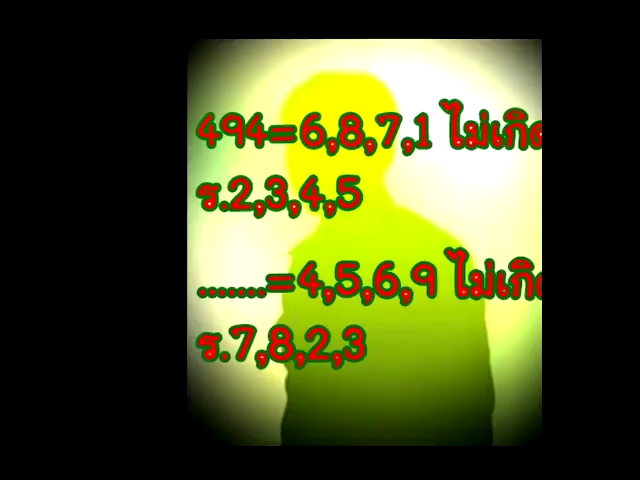 494=6,8,7,1 ไม่เกิด
ร.2,3,4,5
.......=4,5,6,9 ไม่เกิ
ร.7,8,2,3